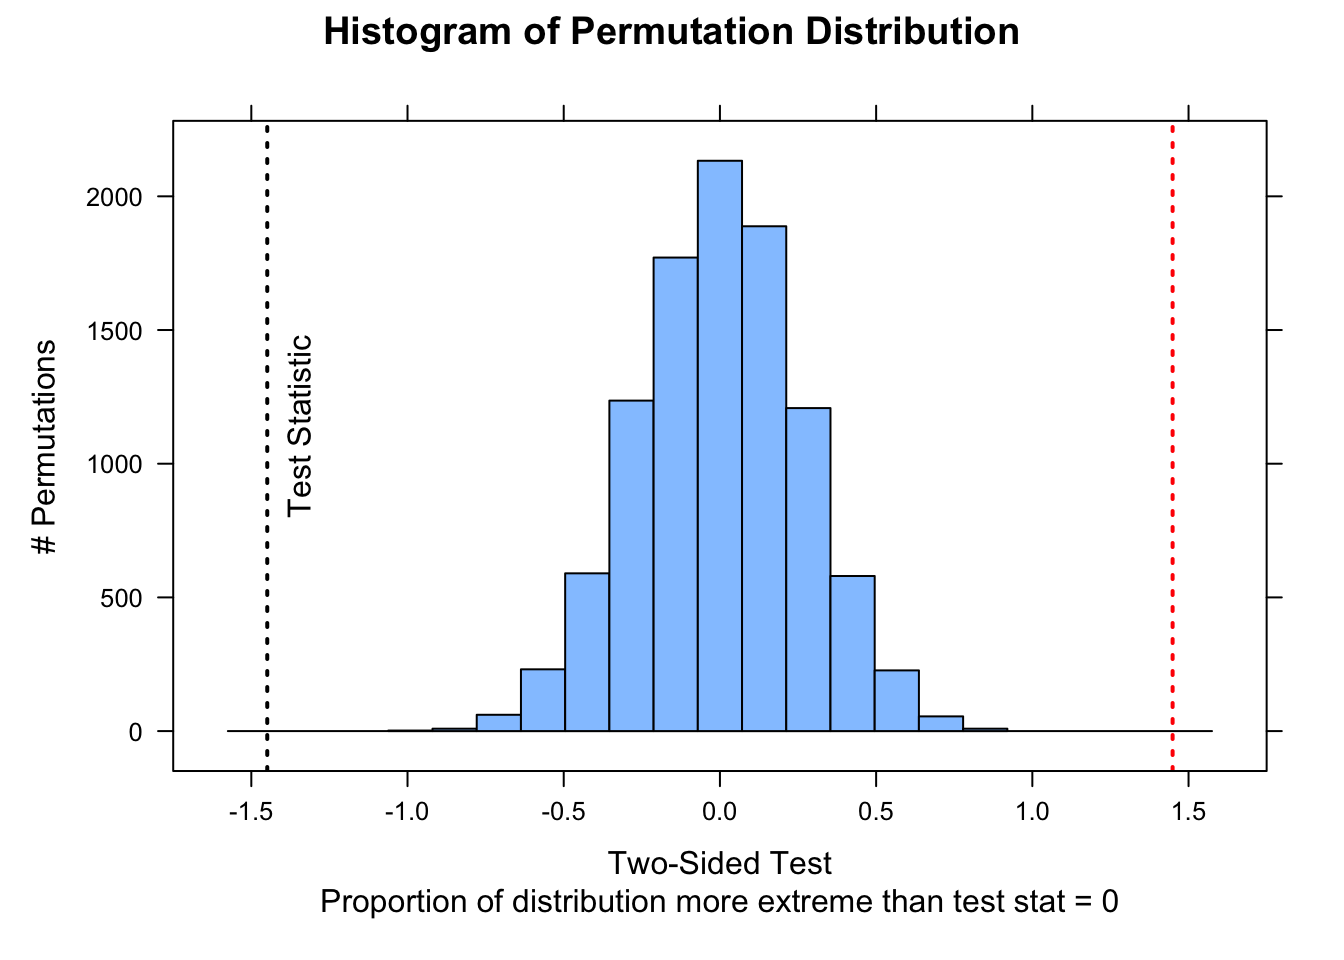 Histogram of Permutation Distribution
# Permutations
2000
1500
1000
500
0
Test Statistic
-1.5
-1.0
-0.5
0.0
0.5
1.0
1.5
Two-Sided Test
Proportion of distribution more extreme than test stat = 0